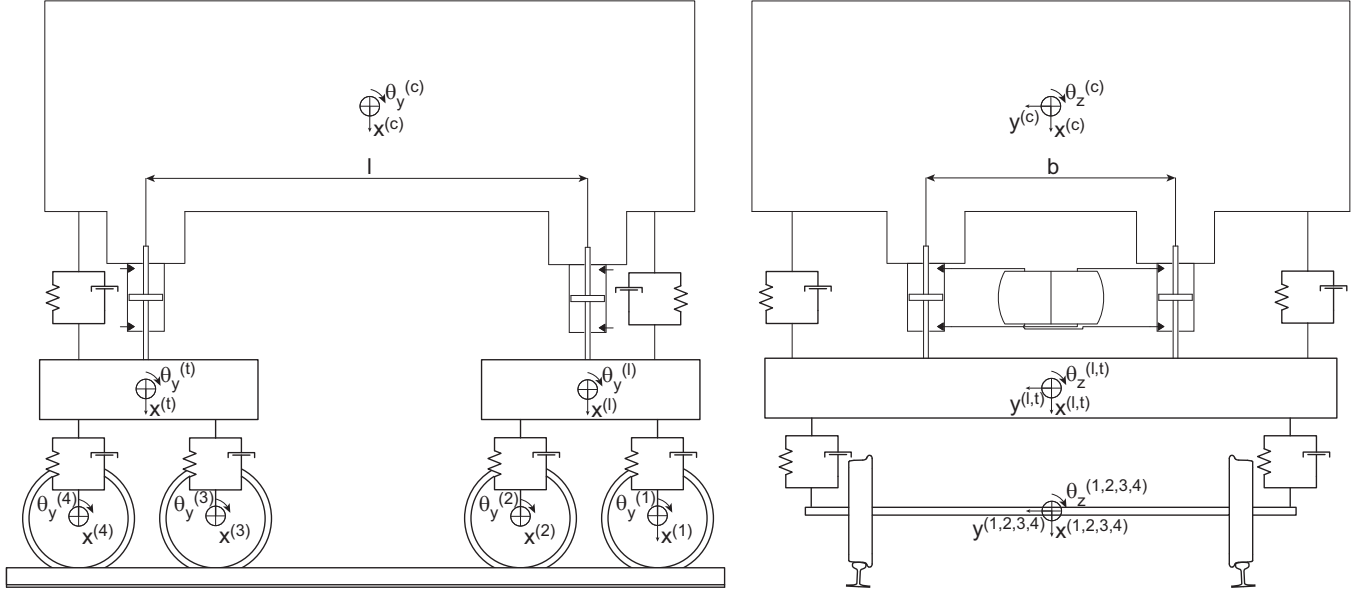 θy(c)
x(c)
l
θy(t)
x(t)
θy(l)
x(l)
θy(4)
x(4)
θy(3)
x(3)
θy(2)
x(2)
θy(1)
x(1)
θz(c)
y(c)
x(c)
b
θz(l,t)
y(l,t)
x(l,t)
θz(1,2,3,4)
y(1,2,3,4)
x(1,2,3,4)